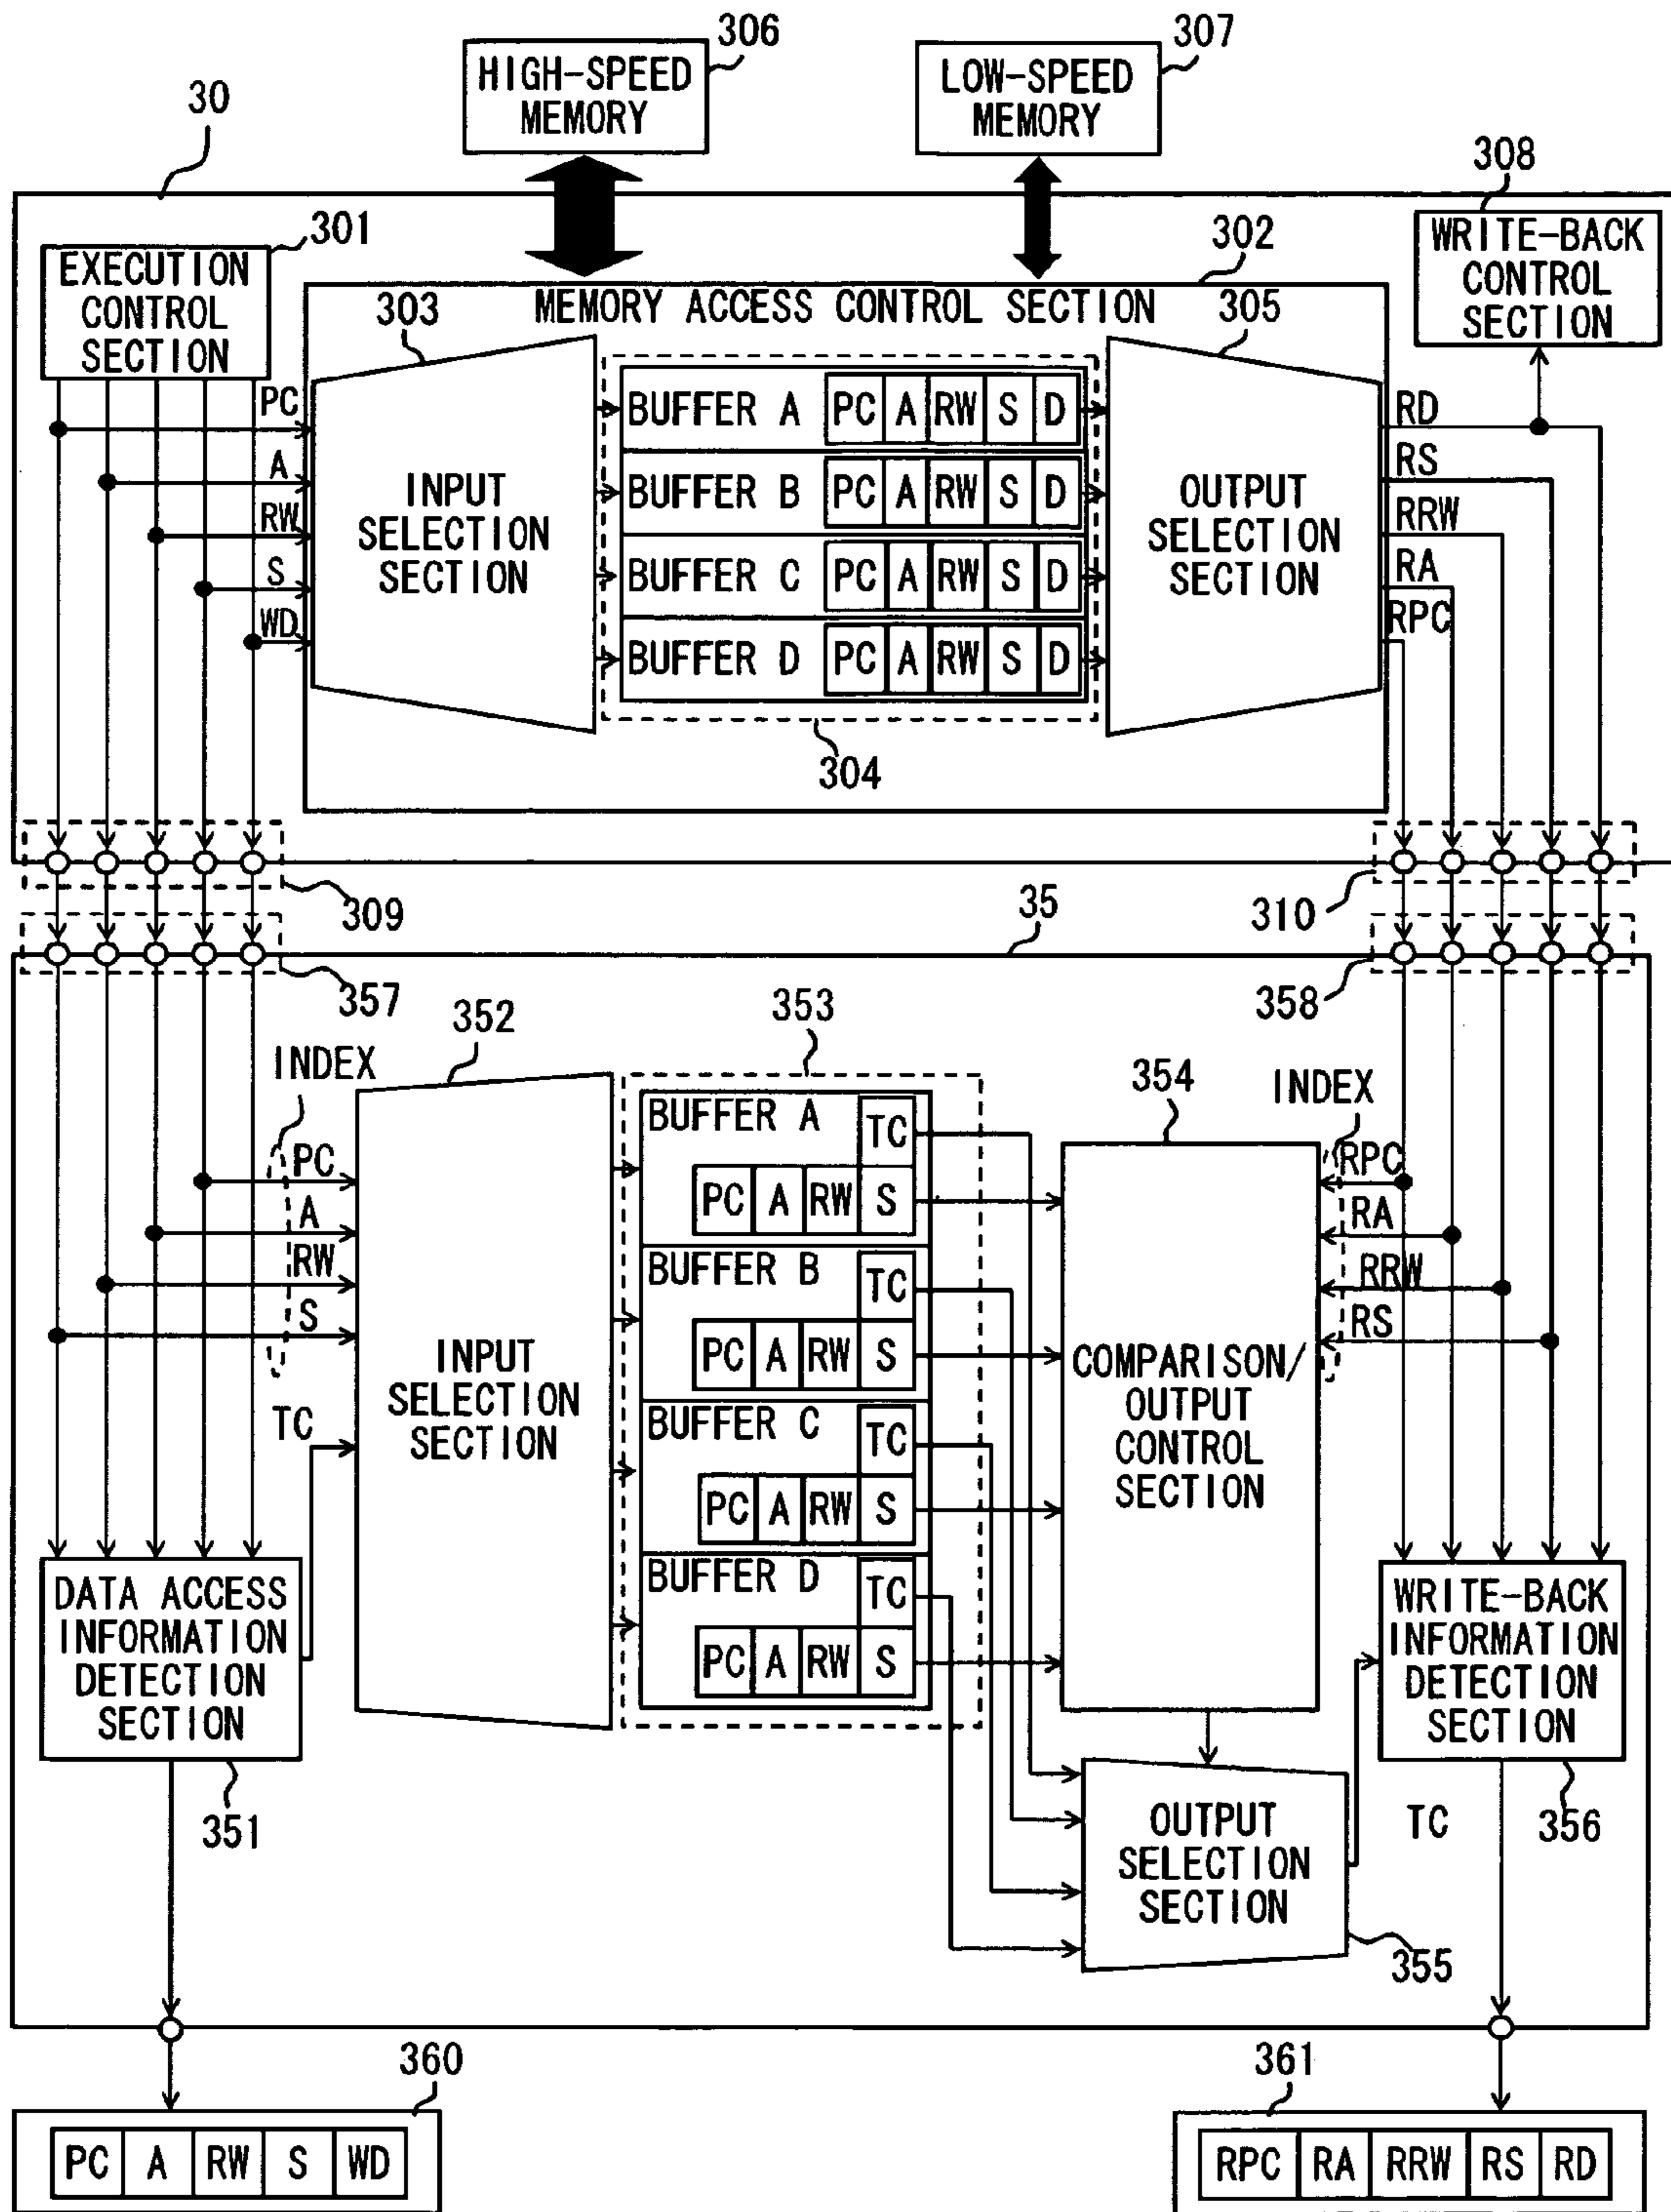 306
HIGH-SPEED
MEMORY
307
LOW-SPEED
MEMORY
30
308
WRITE-BACK
CONTROL
SECTION
301
EXECUTION
CONTROL
SECTION
302
MEMORY ACCESS CONTROL SECTION
303
305
PC
A
RW
S
WD
INPUT
SELECTION
SECTION
BUFFER A PC A RW S D
BUFFER B PC A RW S D
BUFFER C PC A RW S D
BUFFER D PC A RW S D
304
OUTPUT
SELECTION
SECTION
RD
RS
RRW
RA
RPC
309
310
35
357
358
352
353
354
INDEX
PC
A
RW
S
TC
INPUT
SELECTION
SECTION
BUFFER A TC
PC A RW S
BUFFER B TC
PC A RW S
BUFFER C TC
PC A RW S
BUFFER D TC
PC A RW S
COMPARISON/
OUTPUT
CONTROL
SECTION
INDEX
RPC
RA
RRW
RS
DATA ACCESS
INFORMATION
DETECTION
SECTION
351
WRITE-BACK
INFORMATION
DETECTION
SECTION
356
TC
OUTPUT
SELECTION
SECTION
355
360
PC A RW S WD
361
RPC RA RRW RS RD